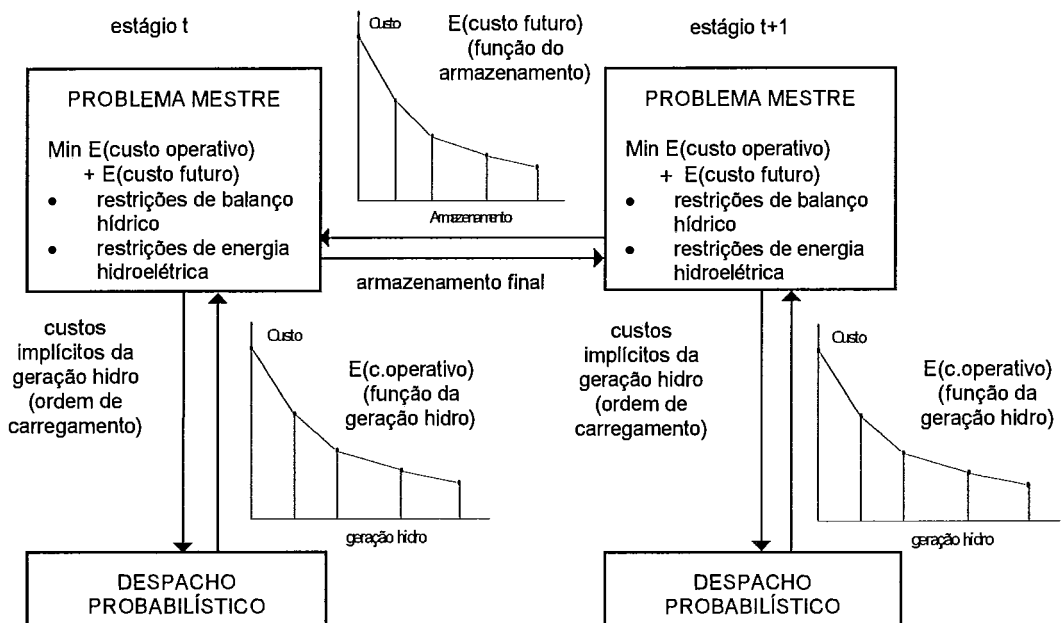 estágio t
Custo
E(custo futuro)
(função do
armazenamento)
estágio t+1
PROBLEMA MESTRE
Min E(custo operativo)
+ E(custo futuro)
• restrições de balanço
hídrico
• restrições de energia
hidroelétrica
Armazenamento
armazenamento final
PROBLEMA MESTRE
Min E(custo operativo)
+ E(custo futuro)
• restrições de balanço
hídrico
• restrições de energia
hidroelétrica
custos
implícitos da
geração hidro
(ordem de
carregamento)
Custo
E(c.operativo)
(função da
geração hidro)
geração hidro
custos
implícitos da
geração hidro
(ordem de
carregamento)
Custo
E(c.operativo)
(função da
geração hidro)
geração hidro
DESPACHO
PROBABILÍSTICO
DESPACHO
PROBABILÍSTICO